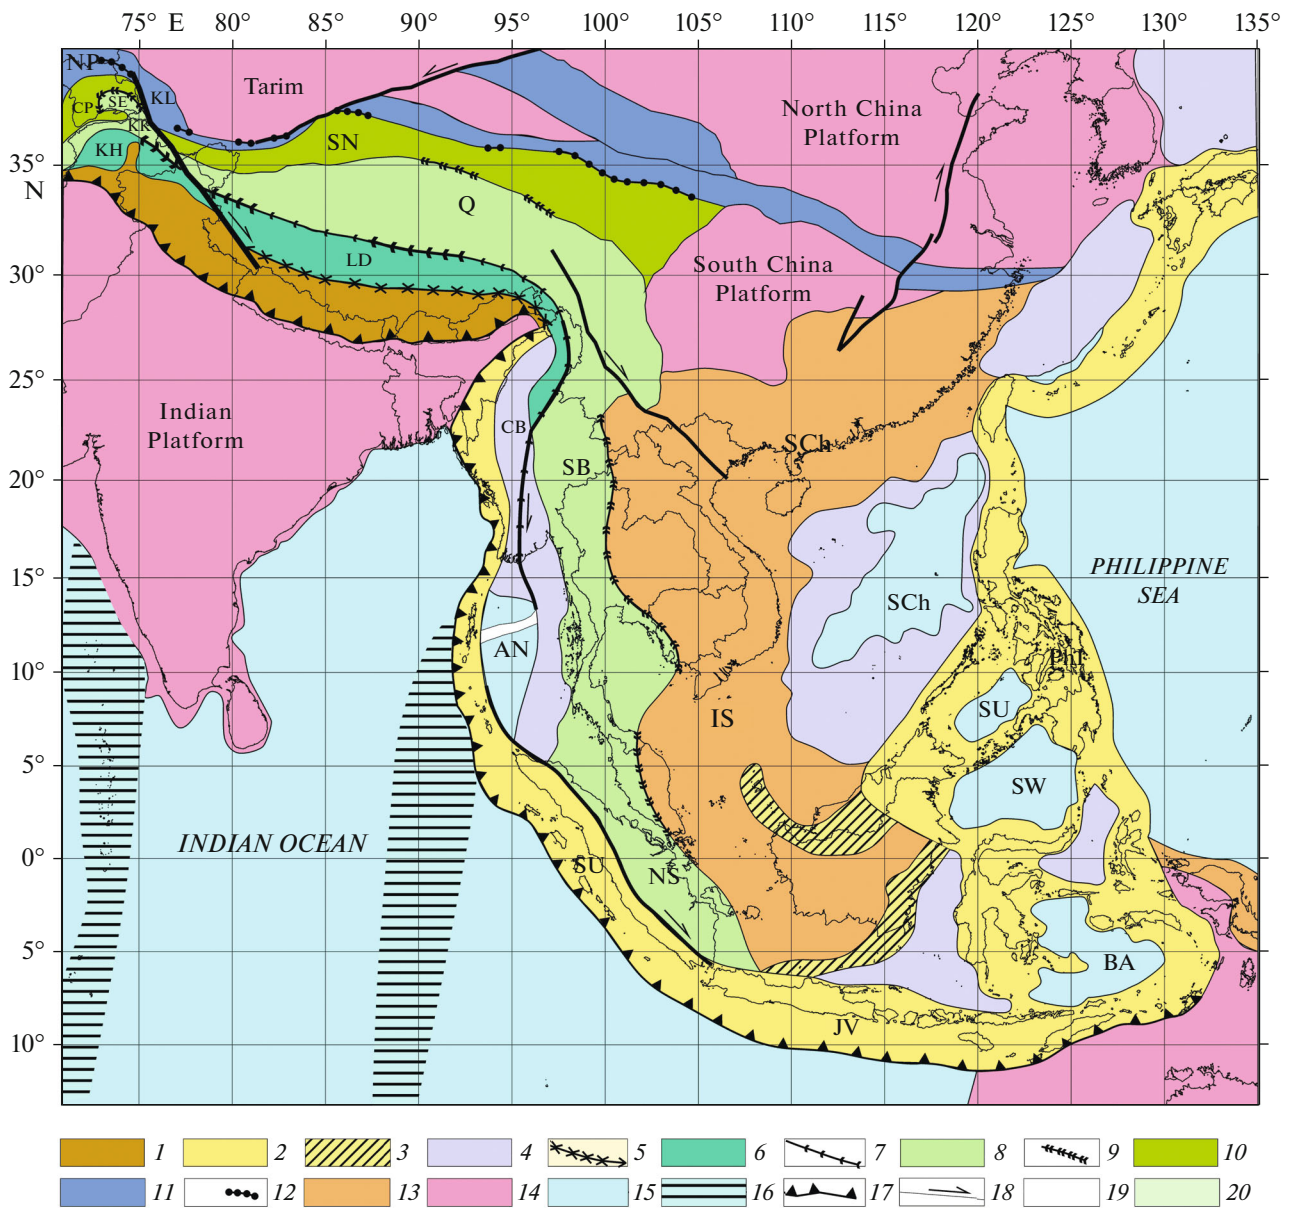 75° E 80° 85° 90° 95° 100° 105° 110° 115° 120° 125° 130° 135°
NP
KL
Tarim
CP
SE
KK
North China
Platform
SN
KH
35°
N
Q
LD
South China
Platform
30°
25°
Indian
Platform
CB
SCh
SB
20°
PHILIPPINE
SEA
15°
SCh
AN
Phl
10°
SU
IS
5°
SW
INDIAN OCEAN
0°
SU
NS
5°
BA
JV
10°
1 2 3 4 5 6 7 8 9 10
11 12 13 14 15 16 17 18 19 20